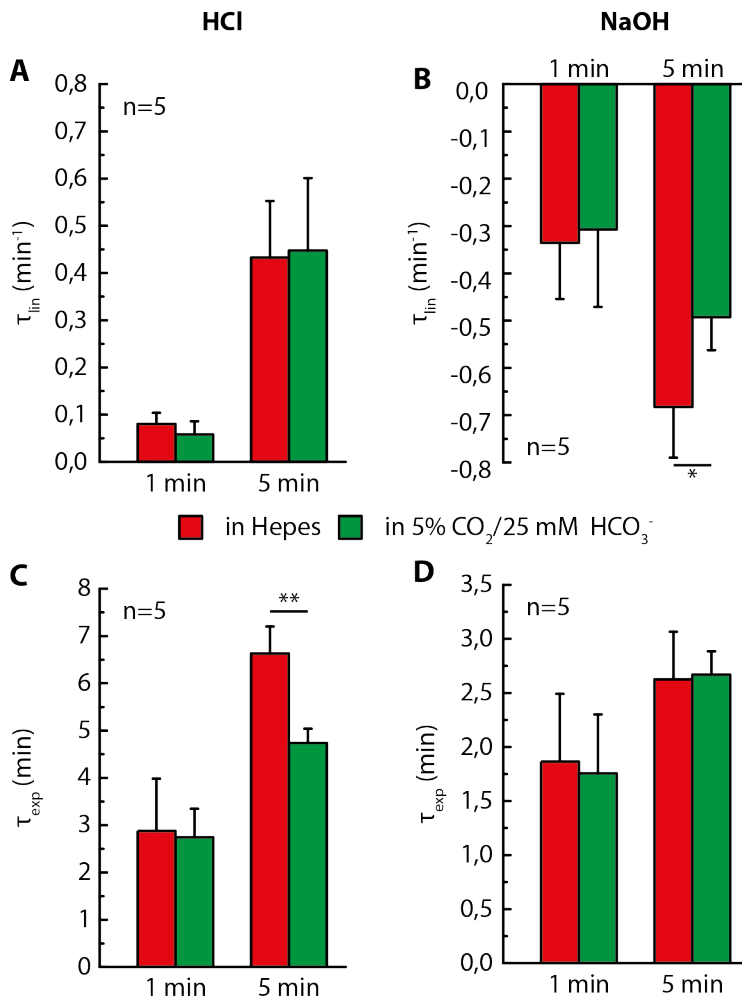 HCl
NaOH
A
0,8
0,7
0,6
0,5
0,4
0,3
0,2
0,1
0,0
τlin (min-1)
n=5
1 min
5 min
B
1 min
5 min
0,0
-0,1
-0,2
-0,3
-0,4
-0,5
-0,6
-0,7
-0,8
τlin (min-1)
n=5
*
in Hepes
in 5% CO2/25 mM HCO3-
C
8
7
6
5
4
3
2
1
0
τexp (min)
n=5
**
1 min
5 min
D
3,5
3,0
2,5
2,0
1,5
1,0
0,5
0,0
τexp (min)
n=5
1 min
5 min